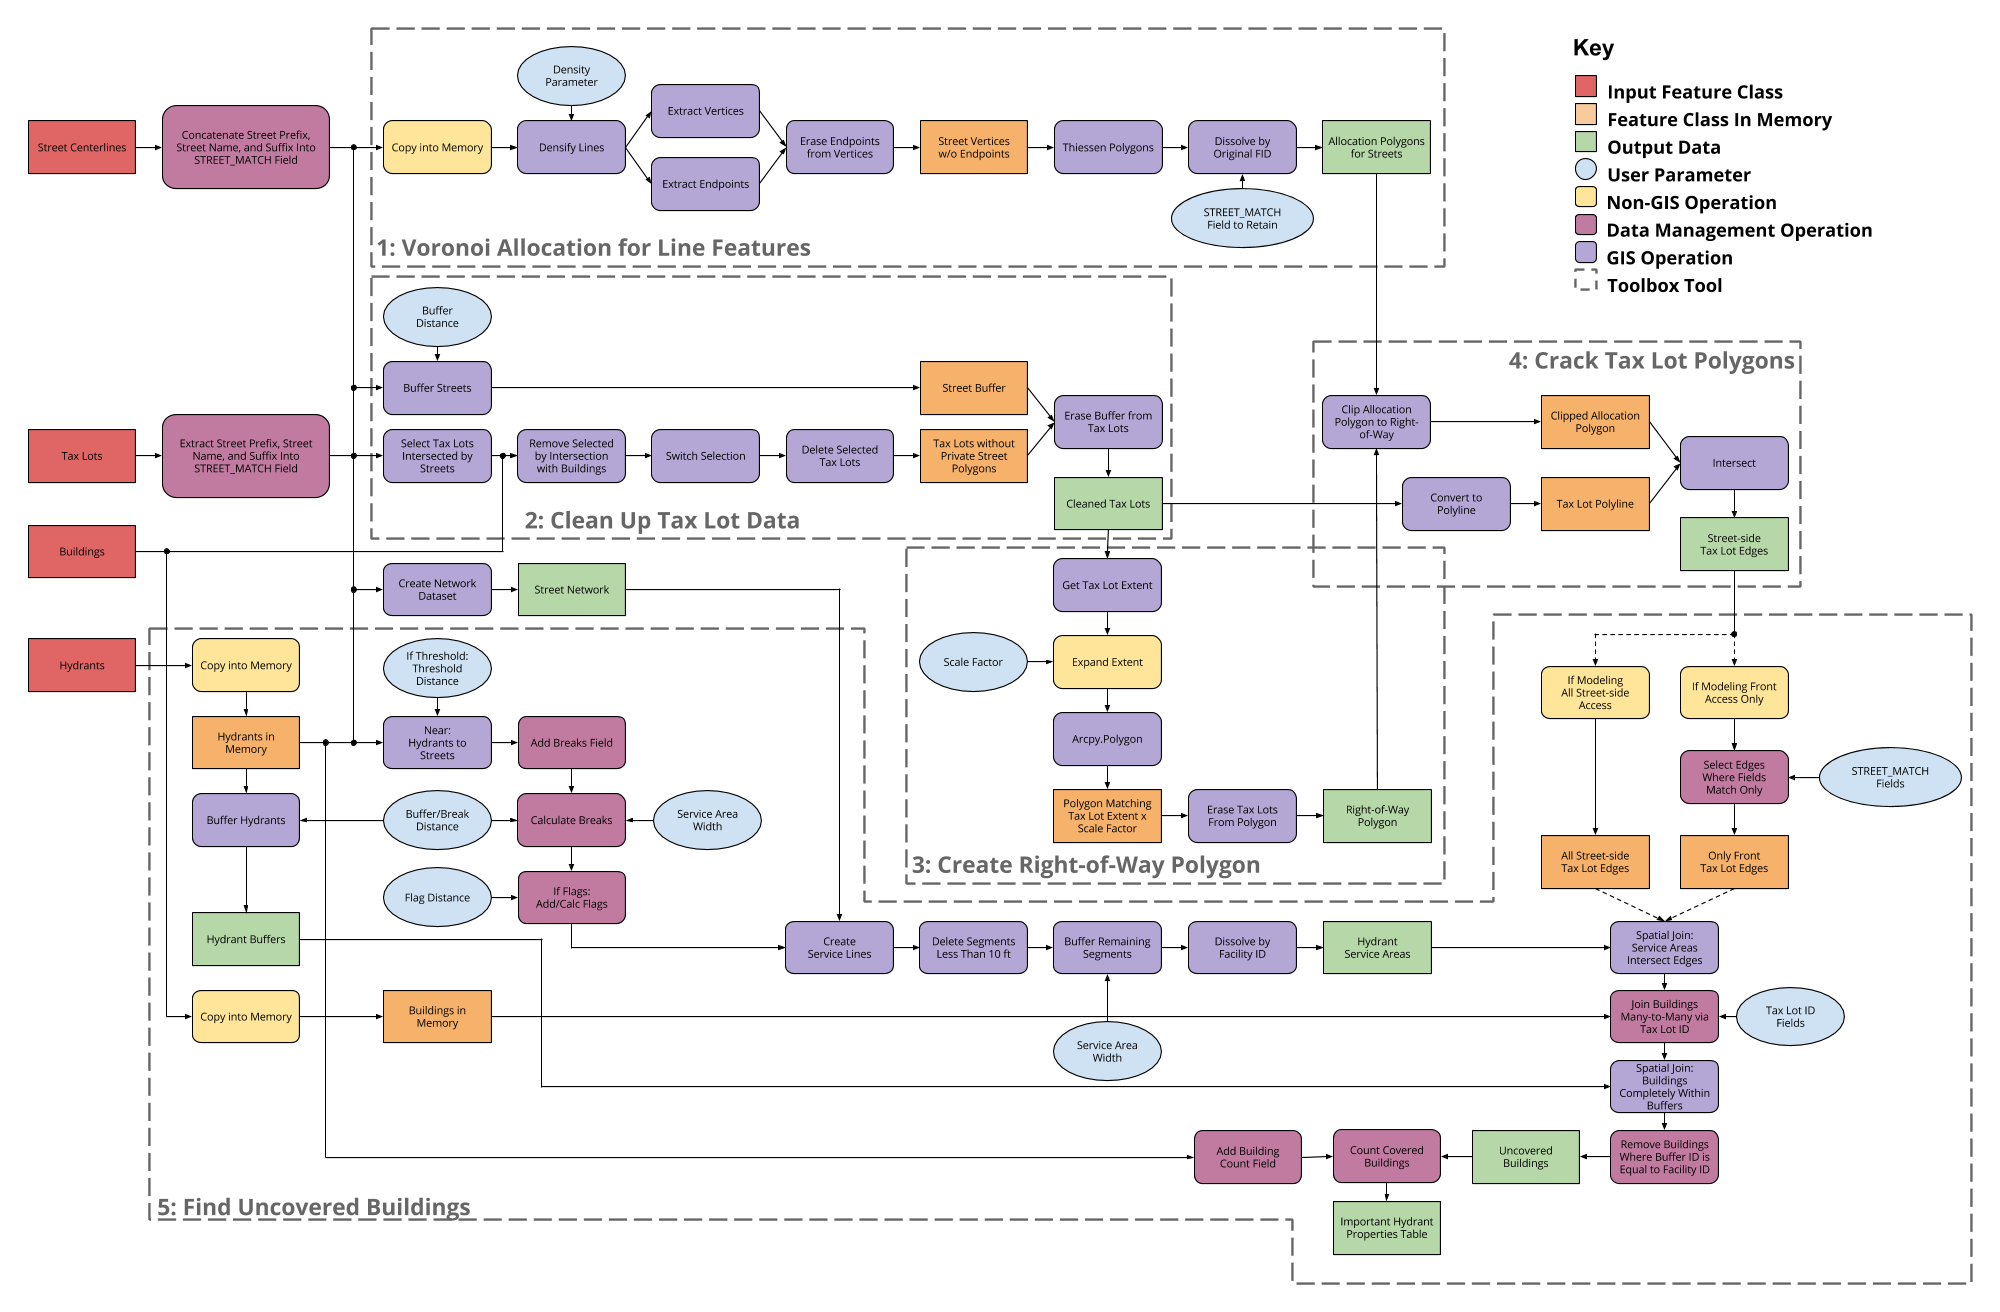 Key
Input Feature Class
Feature Class In Memory
Output Data
User Parameter
Non-GIS Operation
Data Management Operation
GIS Operation
Toolbox Tool
Street Centerlines
Concatenate Street Prefix,
Street Name, and Suffix Into
STREET_MATCH Field
Copy into Memory
Density
Parameter
Densify Lines
Extract Vertices
Extract Endpoints
Erase Endpoints
from Vertices
Street Vertices
w/o Endpoints
Thiessen Polygons
Dissolve by
Original FID
STREET_MATCH
Field to Retain
Allocation Polygons
for Streets
1: Voronoi Allocation for Line Features
Buffer
Distance
Buffer Streets
Street Buffer
Tax Lots
Extract Street Prefix, Street
Name, and Suffix Into
STREET_MATCH Field
Select Tax Lots
Intersected by
Streets
Remove Selected
by Intersection
with Buildings
Switch Selection
Delete Selected
Tax Lots
Tax Lots without
Private Street
Polygons
Erase Buffer from
Tax Lots
Cleaned Tax Lots
2: Clean Up Tax Lot Data
4: Crack Tax Lot Polygons
Clip Allocation
Polygon to Right-
of-Way
Clipped Allocation
Polygon
Intersect
Convert to
Polyline
Tax Lot Polyline
Street-side
Tax Lot Edges
Buildings
Create Network
Dataset
Street Network
Get Tax Lot Extent
Scale Factor
Expand Extent
Arcpy.Polygon
Polygon Matching
Tax Lot Extent x
Scale Factor
Erase Tax Lots
From Polygon
Right-of-Way
Polygon
3: Create Right-of-Way Polygon
Hydrants
Copy into Memory
If Threshold:
Threshold
Distance
Hydrants in
Memory
Near:
Hydrants to
Streets
Add Breaks Field
Buffer Hydrants
Buffer/Break
Distance
Calculate Breaks
Service Area
Width
Flag Distance
If Flags:
Add/Calc Flags
Hydrant Buffers
If Modeling
All Street-side
Access
If Modeling Front
Access Only
Select Edges
Where Fields
Match Only
STREET_MATCH
Fields
All Street-side
Tax Lot Edges
Only Front
Tax Lot Edges
Create
Service Lines
Delete Segments
Less Than 10 ft
Buffer Remaining
Segments
Dissolve by
Facility ID
Hydrant
Service Areas
Spatial Join:
Service Areas
Intersect Edges
Copy into Memory
Buildings in
Memory
Service Area
Width
Join Buildings
Many-to-Many via
Tax Lot ID
Tax Lot ID
Fields
Spatial Join:
Buildings
Completely Within
Buffers
Add Building
Count Field
Count Covered
Buildings
Uncovered
Buildings
Remove Buildings
Where Buffer ID is
Equal to Facility ID
Important Hydrant
Properties Table
5: Find Uncovered Buildings